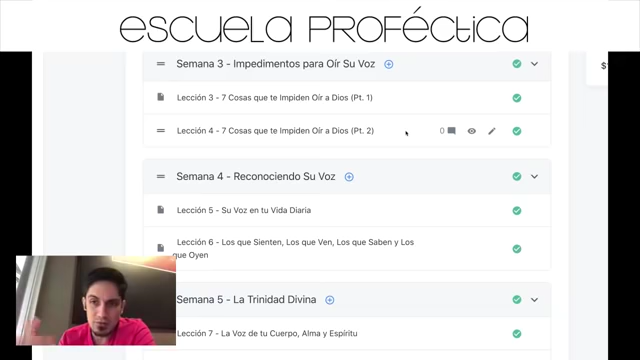 escuela proféctica
Semana 3 - Impedimentos para Oír Su Voz
$
Lección 3 - 7 Cosas que te Impiden Oír a Dios (Pt. 1)
Lección 4 - 7 Cosas que te Impiden Oír a Dios (Pt. 2)
0
Semana 4 - Reconociendo Su Voz
Lección 5 - Su Voz en tu Vida Diaria
Lección 6 - Los que Sienten, Los que Ven, Los que Saben y Los
que Oyen
Semana 5 - La Trinidad Divina
Lección 7 - La Voz de tu Cuerpo, Alma y Espíritu